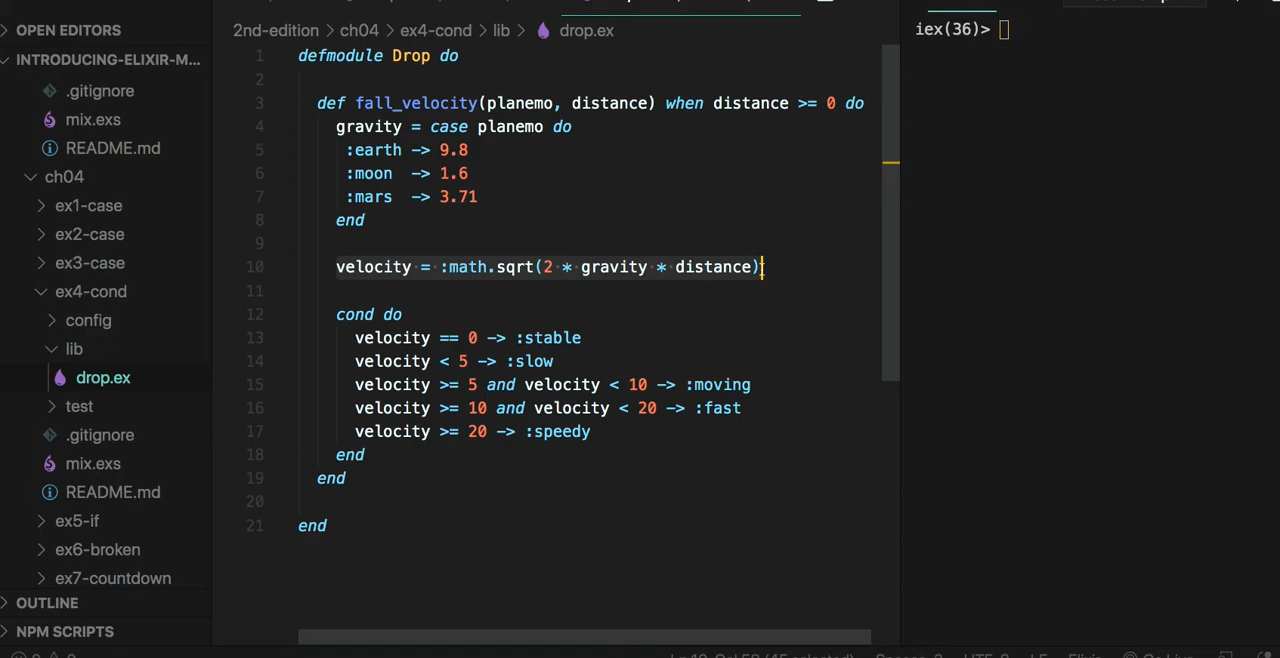 OPEN EDITORS
INTRODUCING-ELIXIR-M...
.gitignore
mix.exs
README.md
ch04
ex1-case
ex2-case
ex3-case
ex4-cond
config
lib
drop.ex
test
.gitignore
mix.exs
README.md
ex5-if
ex6-broken
ex7-countdown
OUTLINE
NPM SCRIPTS
2nd-edition > ch04 > ex4-cond > lib > drop.ex
1 defmodule Drop do
2
3 def fall_velocity(planemo, distance) when distance >= 0 do
4 gravity = case planemo do
5 :earth -> 9.8
6 :moon -> 1.6
7 :mars -> 3.71
8 end
9
10 velocity = :math.sqrt(2 * gravity * distance)
11
12 cond do
13 velocity == 0 -> :stable
14 velocity < 5 -> :slow
15 velocity >= 5 and velocity < 10 -> :moving
16 velocity >= 10 and velocity < 20 -> :fast
17 velocity >= 20 -> :speedy
18 end
19 end
20
21 end
iex(36)>